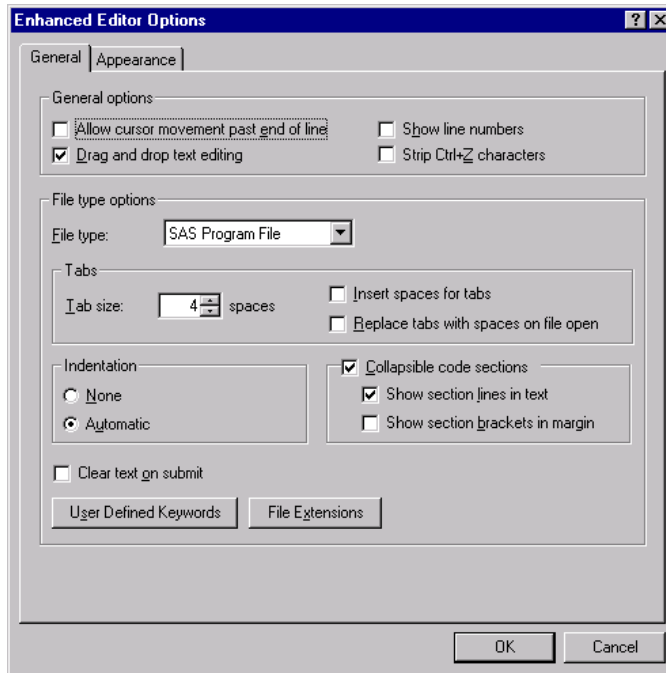 Enhanced Editor Options
General Appearance
General options
Allow cursor movement past end of line Show line numbers
Drag and drop text editing Strip Ctrl+Z characters
File type options
File type: SAS Program File
Tabs
Tab size: 4 spaces Insert spaces for tabs
Replace tabs with spaces on file open
Indentation Collapsible code sections
None Show section lines in text
Automatic Show section brackets in margin
Clear text on submit
User Defined Keywords File Extensions
OK Cancel